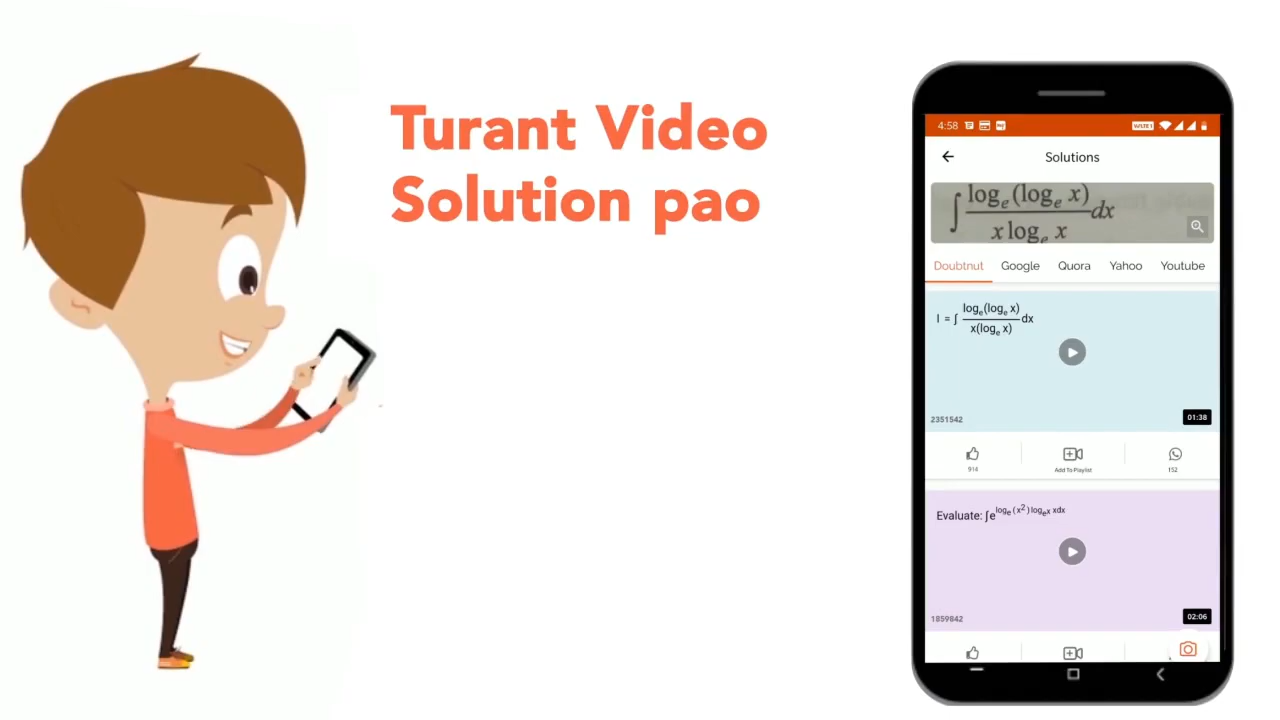 Turant Video
Solution pao
4:58
Solutions
∫ logₑ(logₑ x) / x logₑ x dx
Doubtnut Google Quora Yahoo Youtube
I = ∫ logₑ(logₑ x) / x(logₑ x) dx
2351542 01:38
914 Add To Playlist 152
Evaluate: ∫e^logₑ(x²)logₑx xdx
1859842 02:06